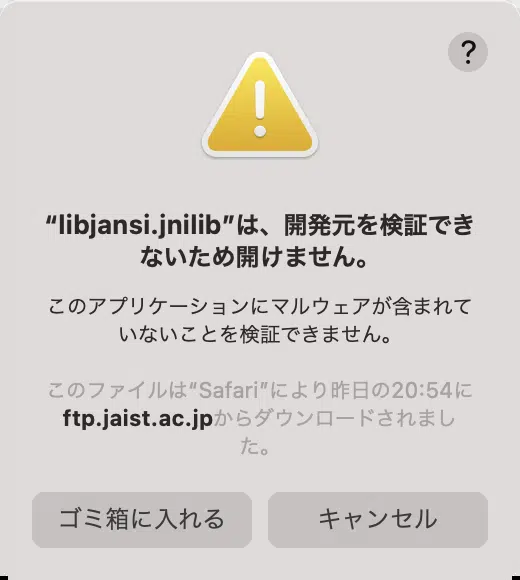 ?
“libjansi.jnilib”は、開発元を検証でき
ないため開けません。
このアプリケーションにマルウェアが含まれて
いないことを検証できません。
このファイルは“Safari”により昨日の20:54に
ftp.jaist.ac.jpからダウンロードされまし
た。
ゴミ箱に入れる
キャンセル